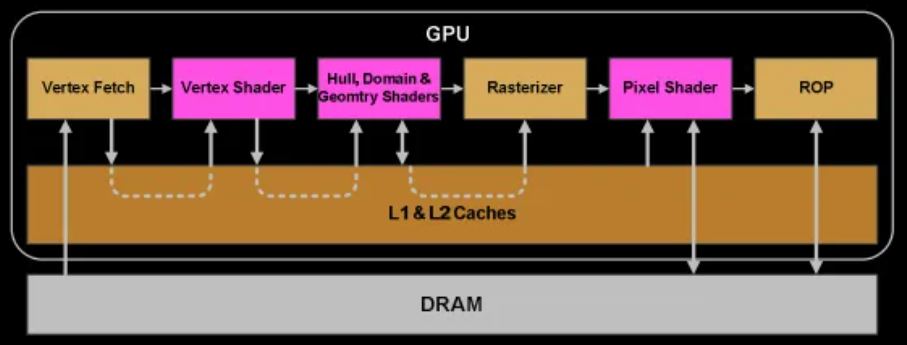 GPU
Vertex Fetch
Vertex Shader
Hull, Domain &
Geomtry Shaders
Rasterizer
Pixel Shader
ROP
L1 & L2 Caches
DRAM